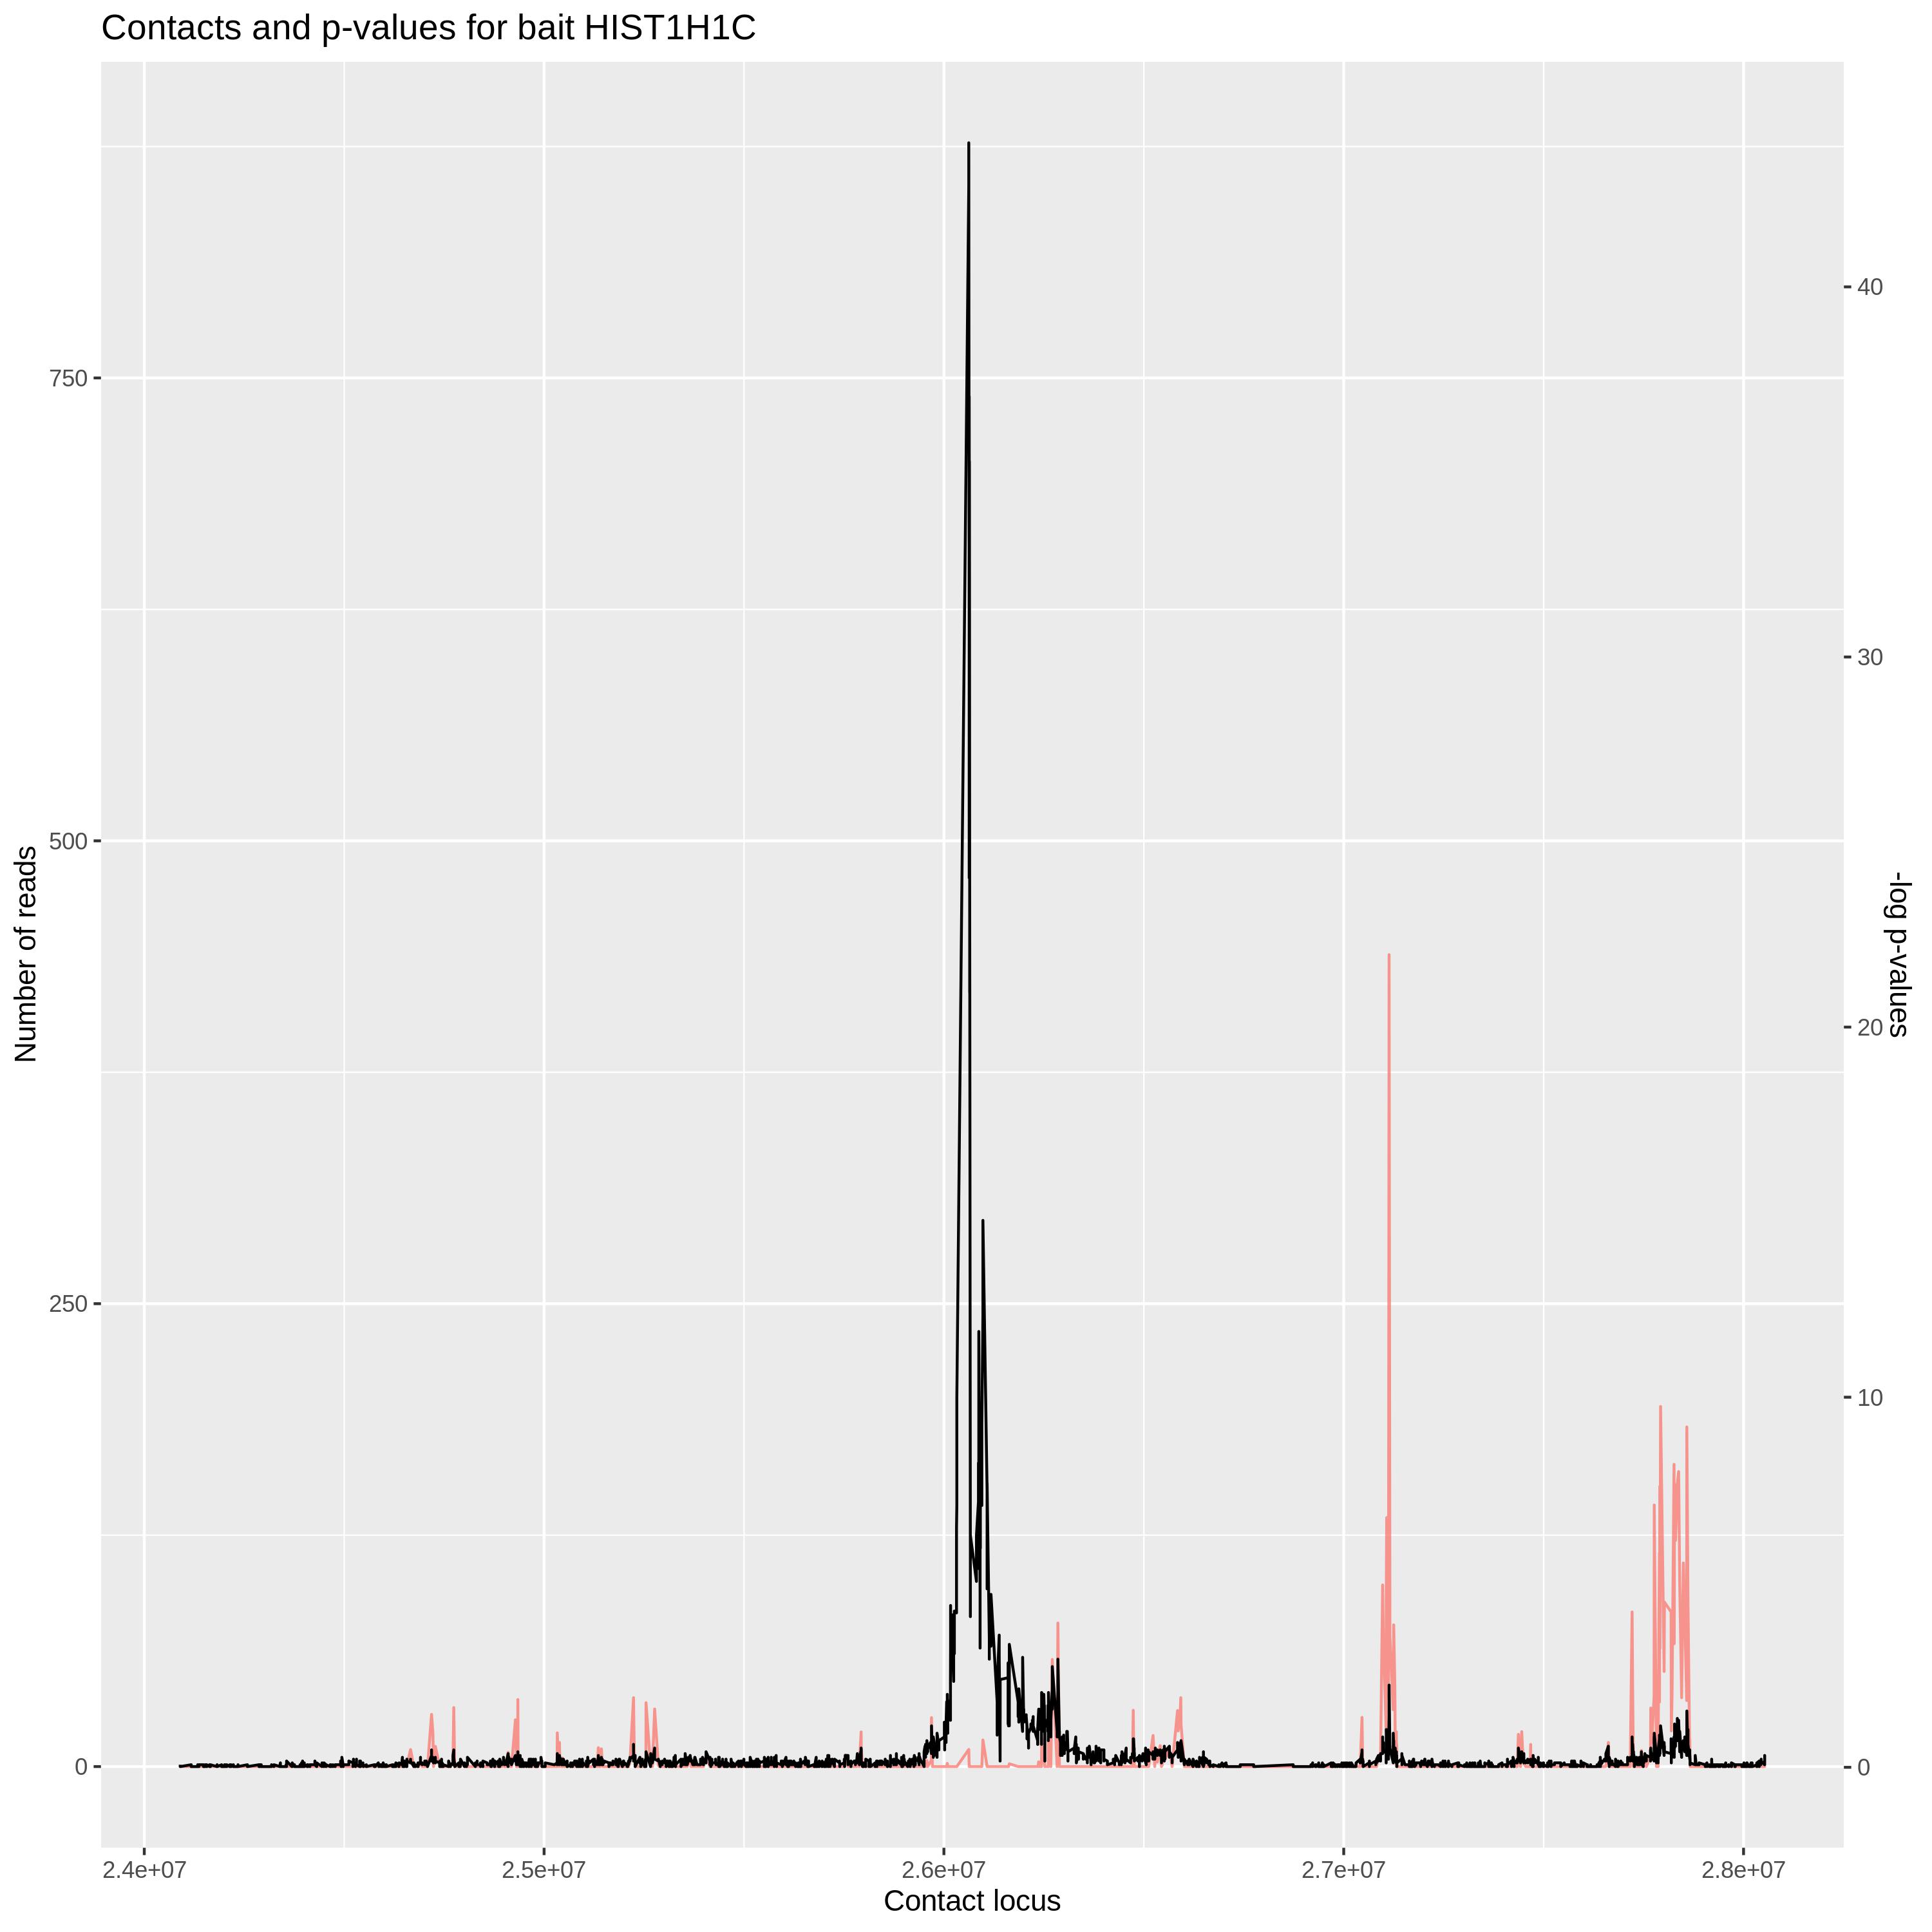 Contacts and p-values for bait HIST1H1C
Number of reads
750
500
250
0
40
30
20
10
0
-log p-values
2.4e+07
2.5e+07
2.6e+07
2.7e+07
2.8e+07
Contact locus